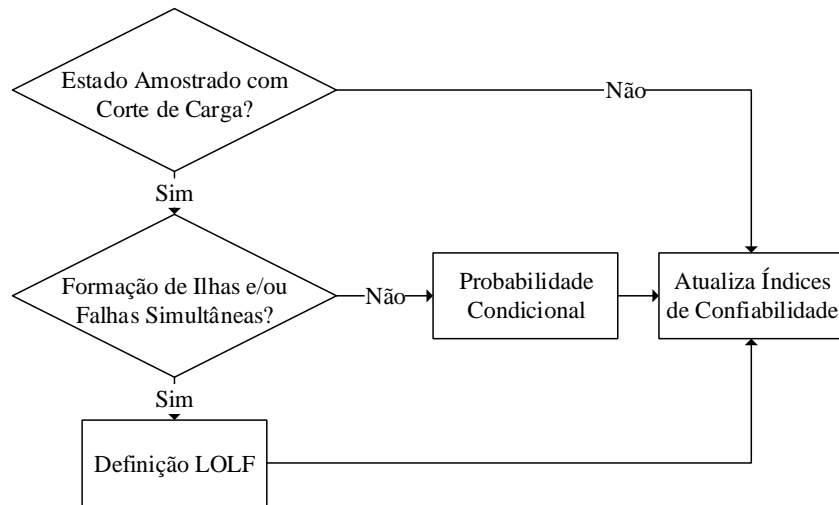 Estado Amostrado com
Corte de Carga?
Não
Sim
Formação de Ilhas e/ou
Falhas Simultâneas?
Não
Probabilidade
Condicional
Atualiza Índices
de Confiabilidade
Sim
Definição LOLF